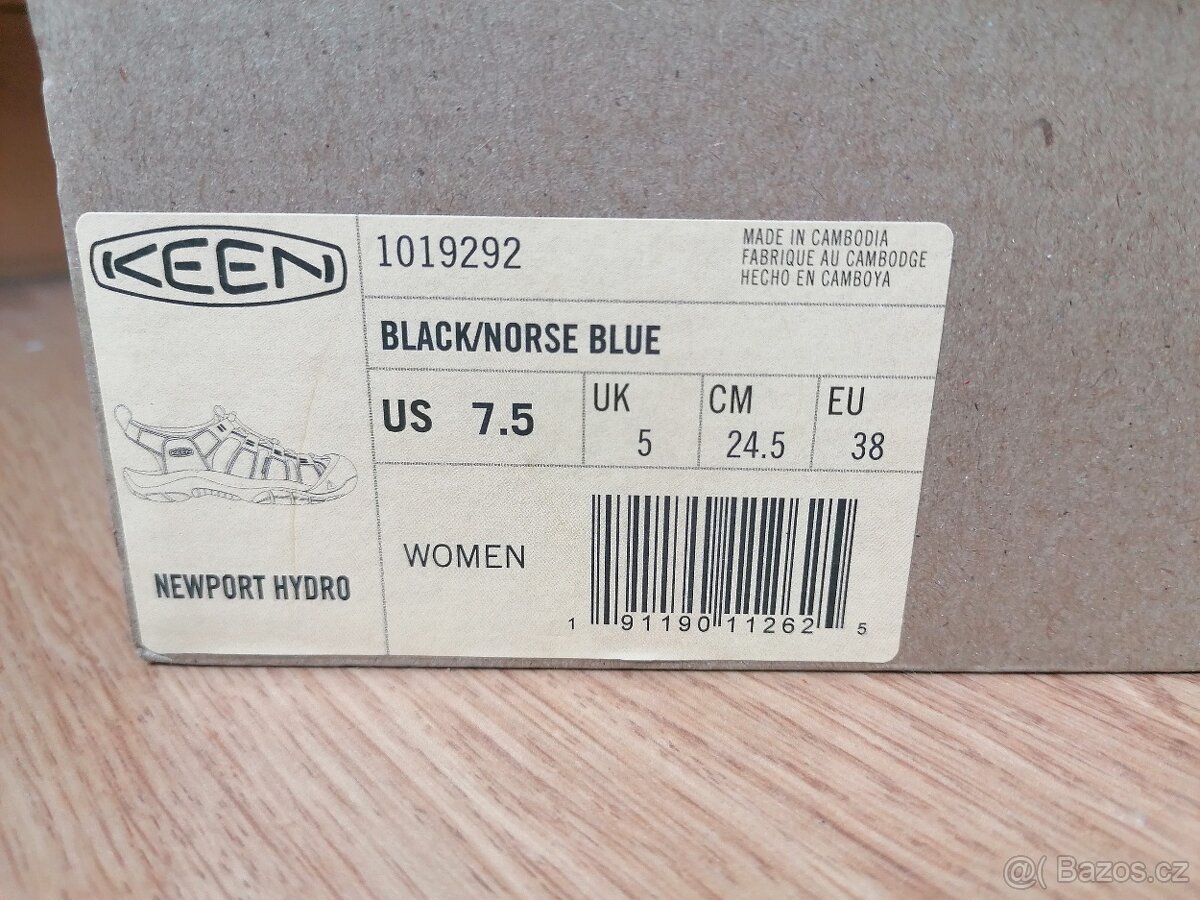 KEEN
1019292
MADE IN CAMBODIA
FABRIQUE AU CAMBODGE
HECHO EN CAMBOYA
BLACK/NORSE BLUE
US 7.5
UK
5
CM
24.5
EU
38
KEEN
NEWPORT HYDRO
WOMEN
1 91190 11262 5
@( Bazos.cz